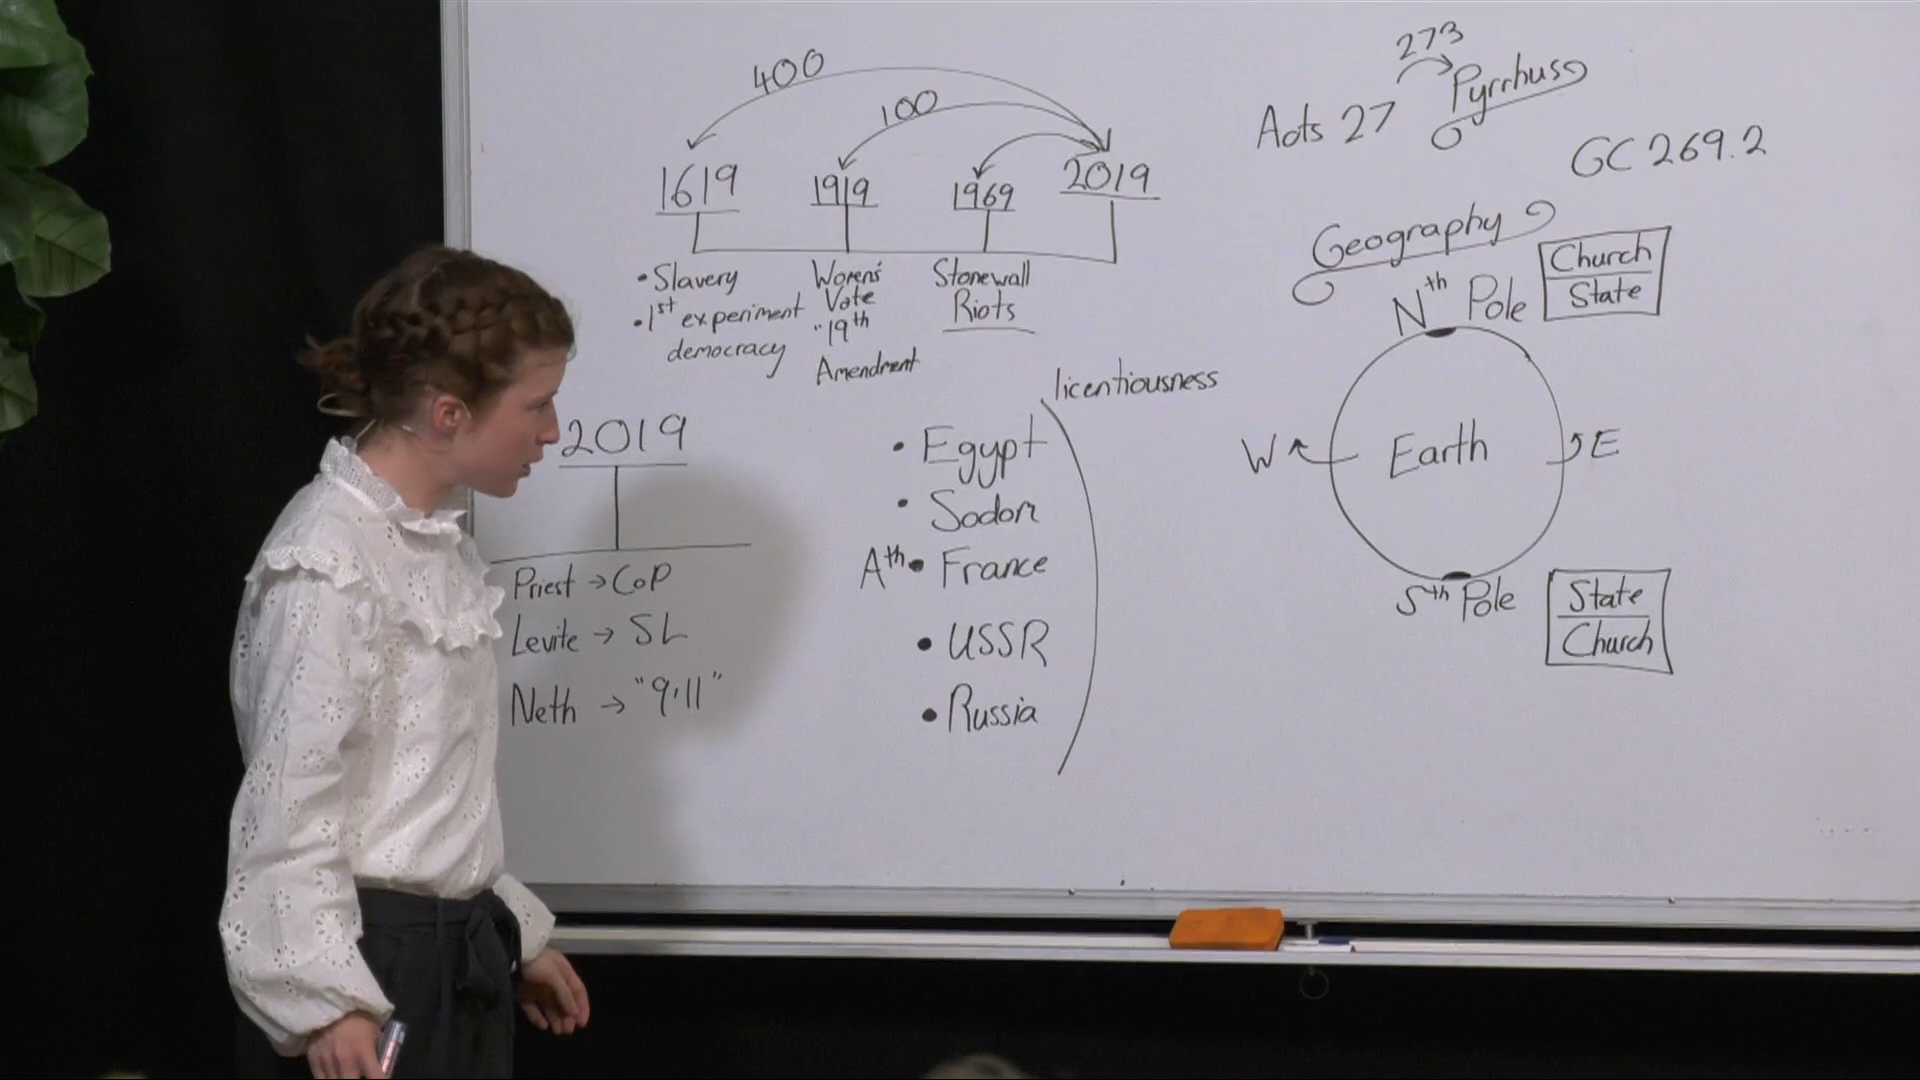 400
100
1619
1919
1969
2019
• Slavery
• 1st experiment
democracy
Women's
Vote
"19th
Amendment
Stonewall
Riots
273
Acts 27
Pyrrhus
GC 269.2
Geography
Nth Pole
Church
State
W
Earth
E
Sth Pole
State
Church
2019
Priest → CoP
Levite → SL
Neth → "9·11"
licentiousness
• Egypt
• Sodom
Ath • France
• USSR
• Russia